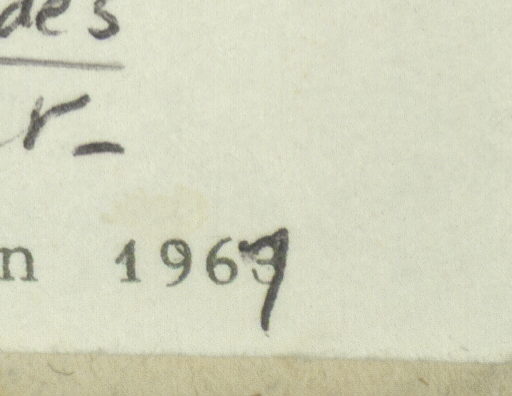 des
r-
n 1967